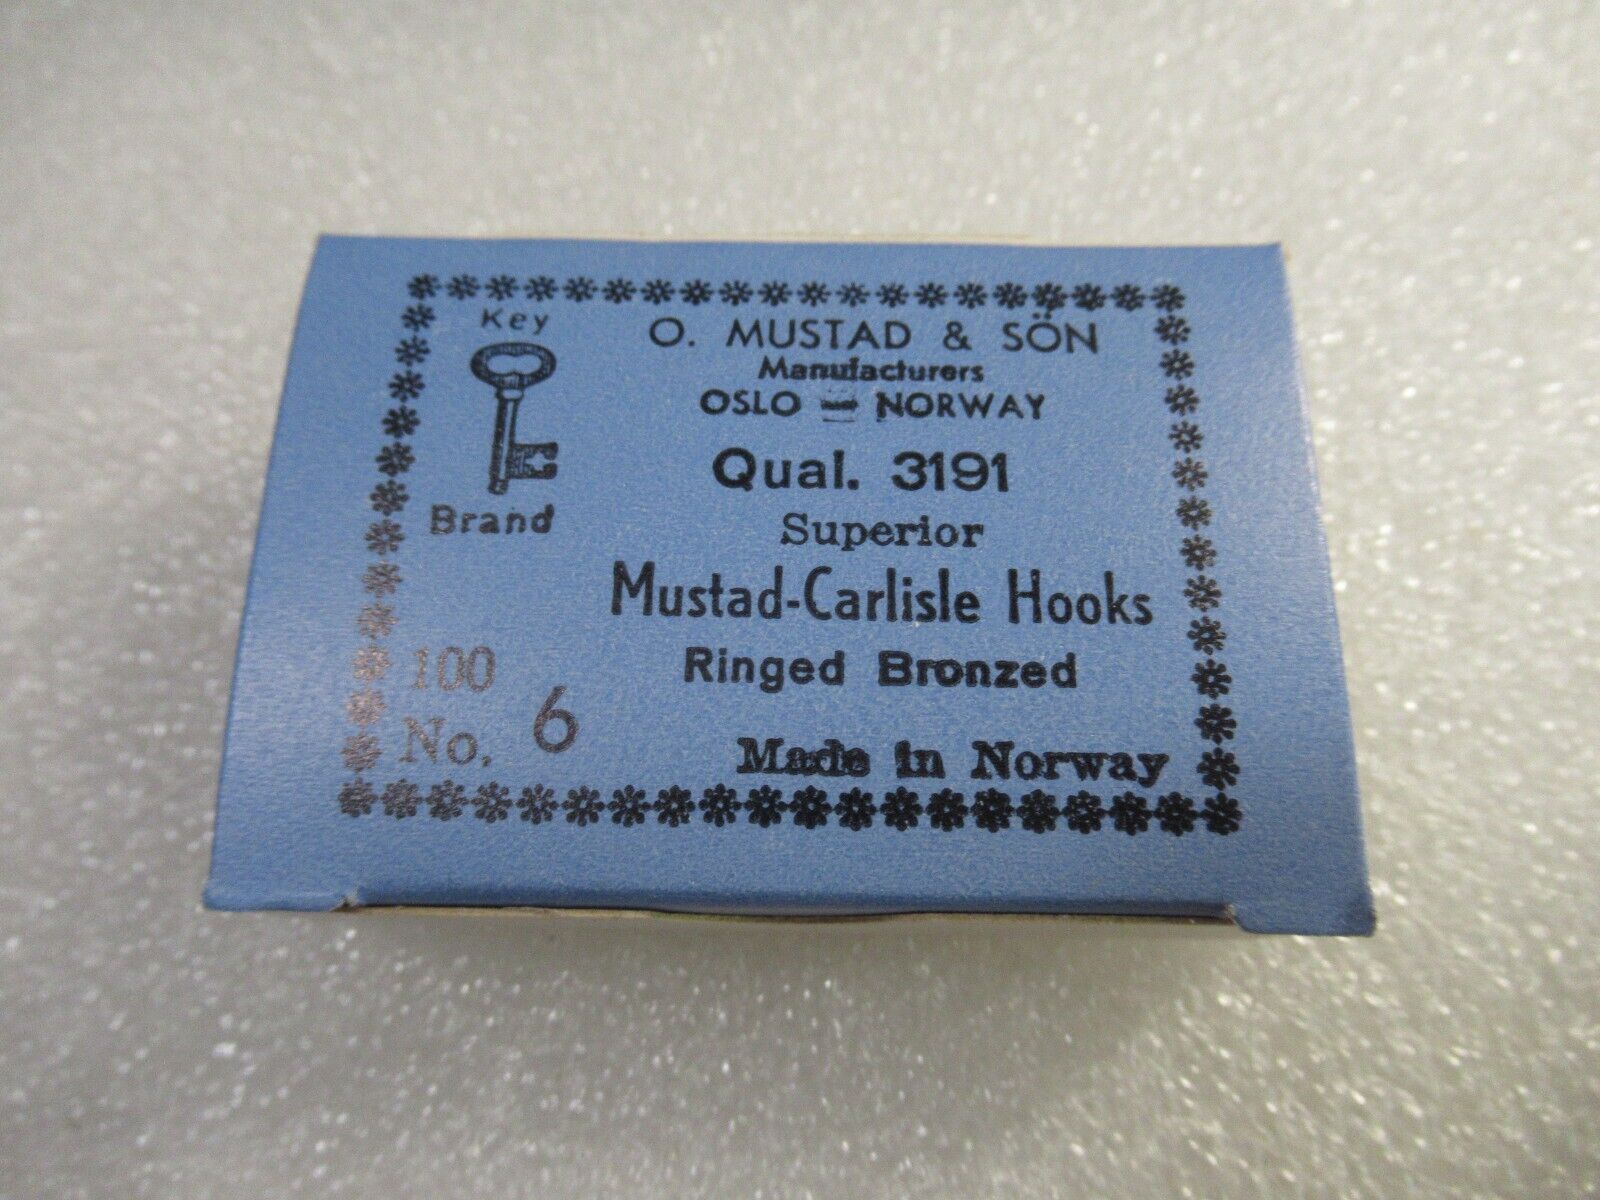 Key
Brand
O. MUSTAD & SÖN
Manufacturers
OSLO - NORWAY
Qual. 3191
Superior
Mustad-Carlisle Hooks
Ringed Bronzed
100
No. 6
Made in Norway